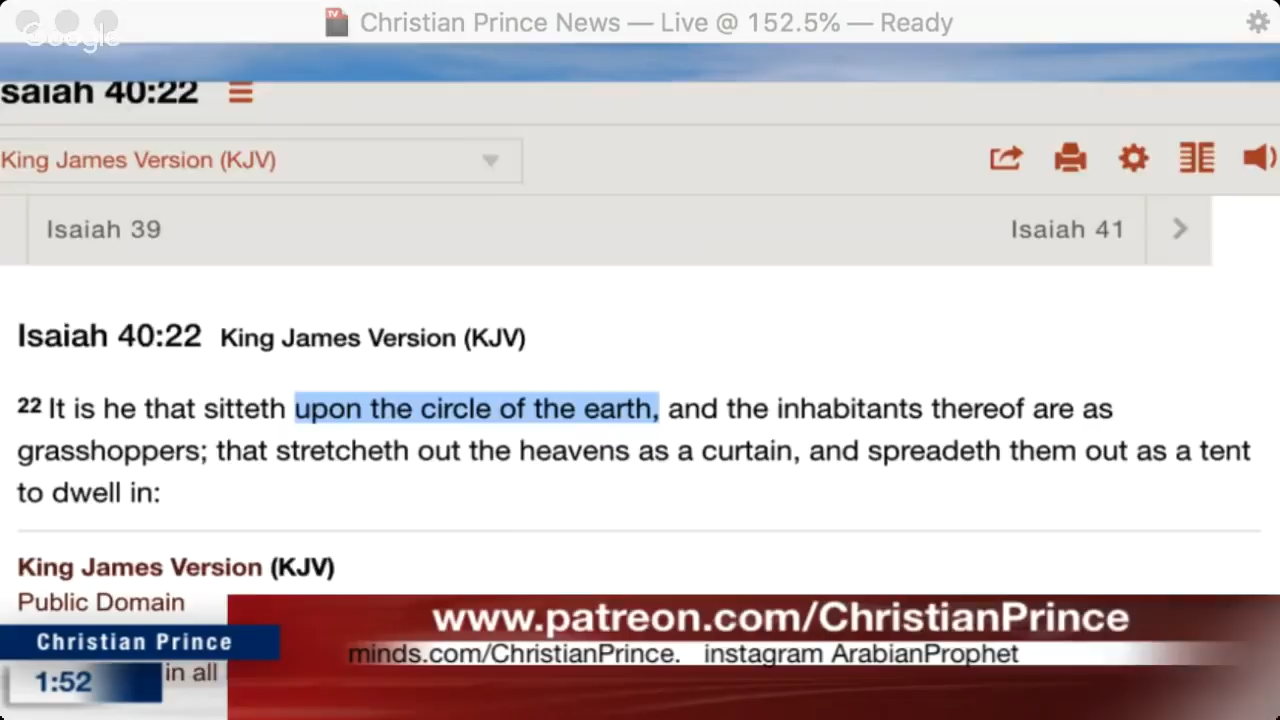 Christian Prince News — Live @ 152.5% — Ready
Google
saiah 40:22
King James Version (KJV)
Isaiah 39
Isaiah 41
Isaiah 40:22 King James Version (KJV)
22 It is he that sitteth upon the circle of the earth, and the inhabitants thereof are as
grasshoppers; that stretcheth out the heavens as a curtain, and spreadeth them out as a tent
to dwell in:
King James Version (KJV)
Public Domain
www.patreon.com/ChristianPrince
Christian Prince
minds.com/ChristianPrince. instagram ArabianProphet
1:52
in all